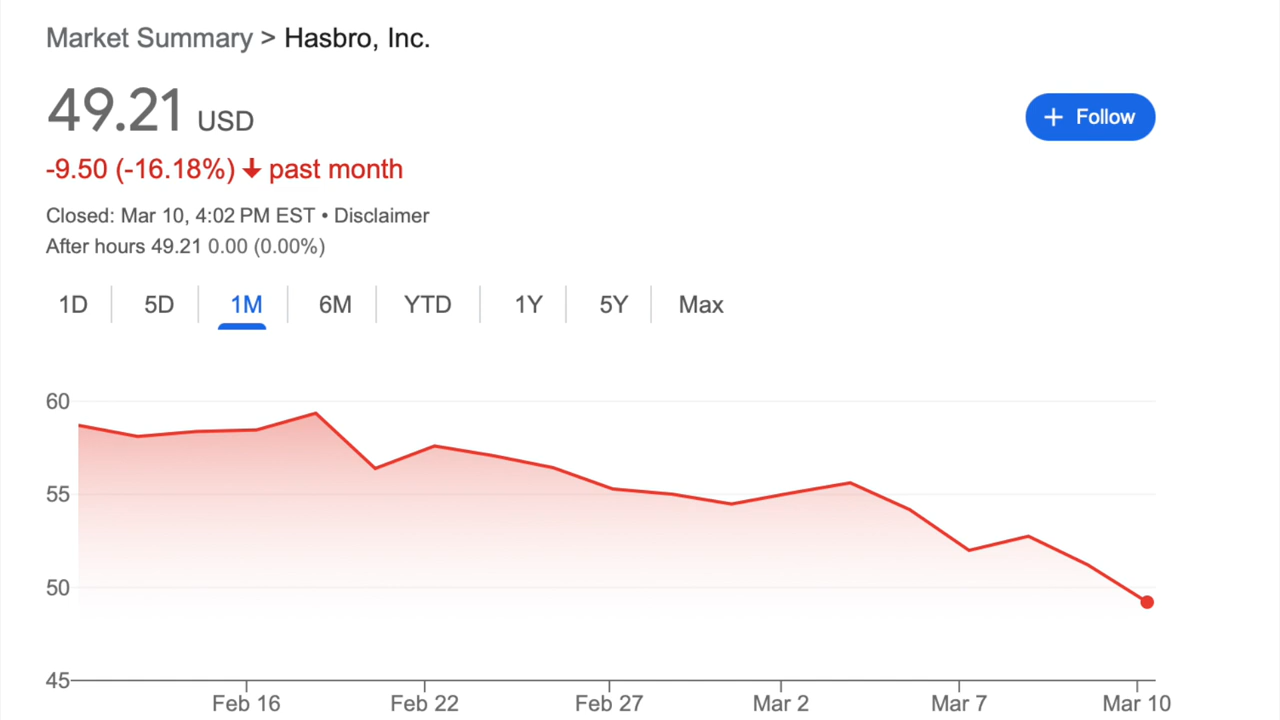 Market Summary > Hasbro, Inc.
49.21 USD
+ Follow
-9.50 (-16.18%) ↓ past month
Closed: Mar 10, 4:02 PM EST • Disclaimer
After hours 49.21 0.00 (0.00%)
1D 5D 1M 6M YTD 1Y 5Y Max
60
55
50
45
Feb 16 Feb 22 Feb 27 Mar 2 Mar 7 Mar 10